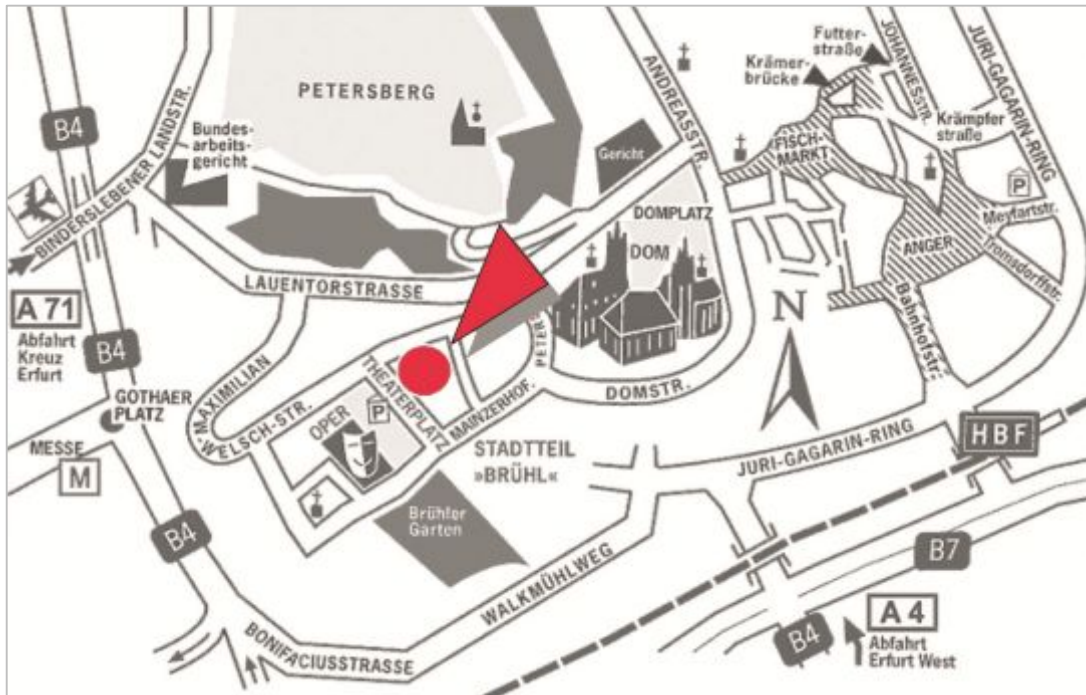 PETERSBERG
B4
BINDERSLEBENER LANDSTR.
Bundes-
arbeits-
gericht
Gericht
ANDREASSTR.
Krämer-
brücke
Futter-
straße
JOHANNESSTR.
JURI-GAGARIN-RING
Krämpfer
straße
FISCH-
MARKT
P
Meyfartstr.
Tromsdorffstr.
ANGER
Bahnhofstr.
DOMPLATZ
DOM
LAUENTORSTRASSE
A 71
Abfahrt
Kreuz
Erfurt
B4
GOTHAER
PLATZ
MESSE
M
MAXIMILIAN
-WELSCH-STR.
THEATERPLATZ
OPER
P
MAINZERHOF.
PETER
DOMSTR.
N
STADTTEIL
»BRÜHL«
Brühler
Garten
JURI-GAGARIN-RING
HBF
B4
WALKMÜHLWEG
BONIFACIUSSTRASSE
B7
B4
A 4
Abfahrt
Erfurt West